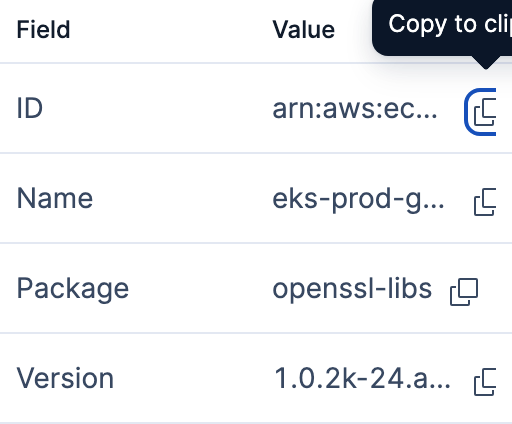 Copy to
Field Value
ID arn:aws:ec...
Name eks-prod-g...
Package openssl-libs
Version 1.0.2k-24.a...